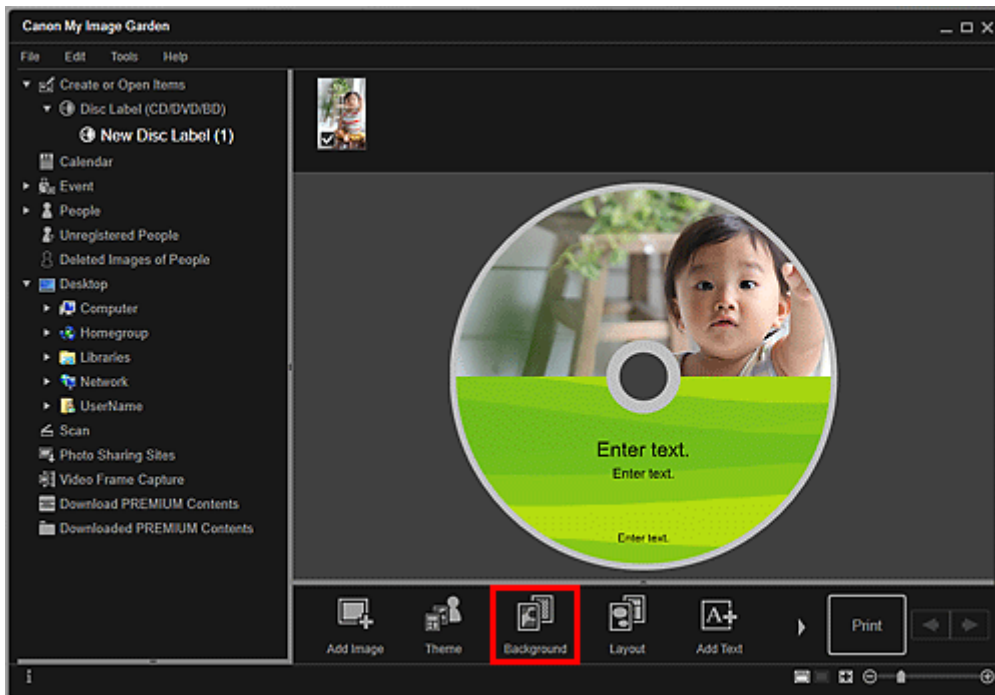 Canon My Image Garden
File Edit Tools Help
Create or Open Items
Disc Label (CD/DVD/BD)
New Disc Label (1)
Calendar
Event
People
Unregistered People
Deleted Images of People
Desktop
Computer
Homegroup
Libraries
Network
UserName
Scan
Photo Sharing Sites
Video Frame Capture
Download PREMIUM Contents
Downloaded PREMIUM Contents
Enter text.
Enter text.
Enter text.
Add Image Theme Background Layout Add Text Print